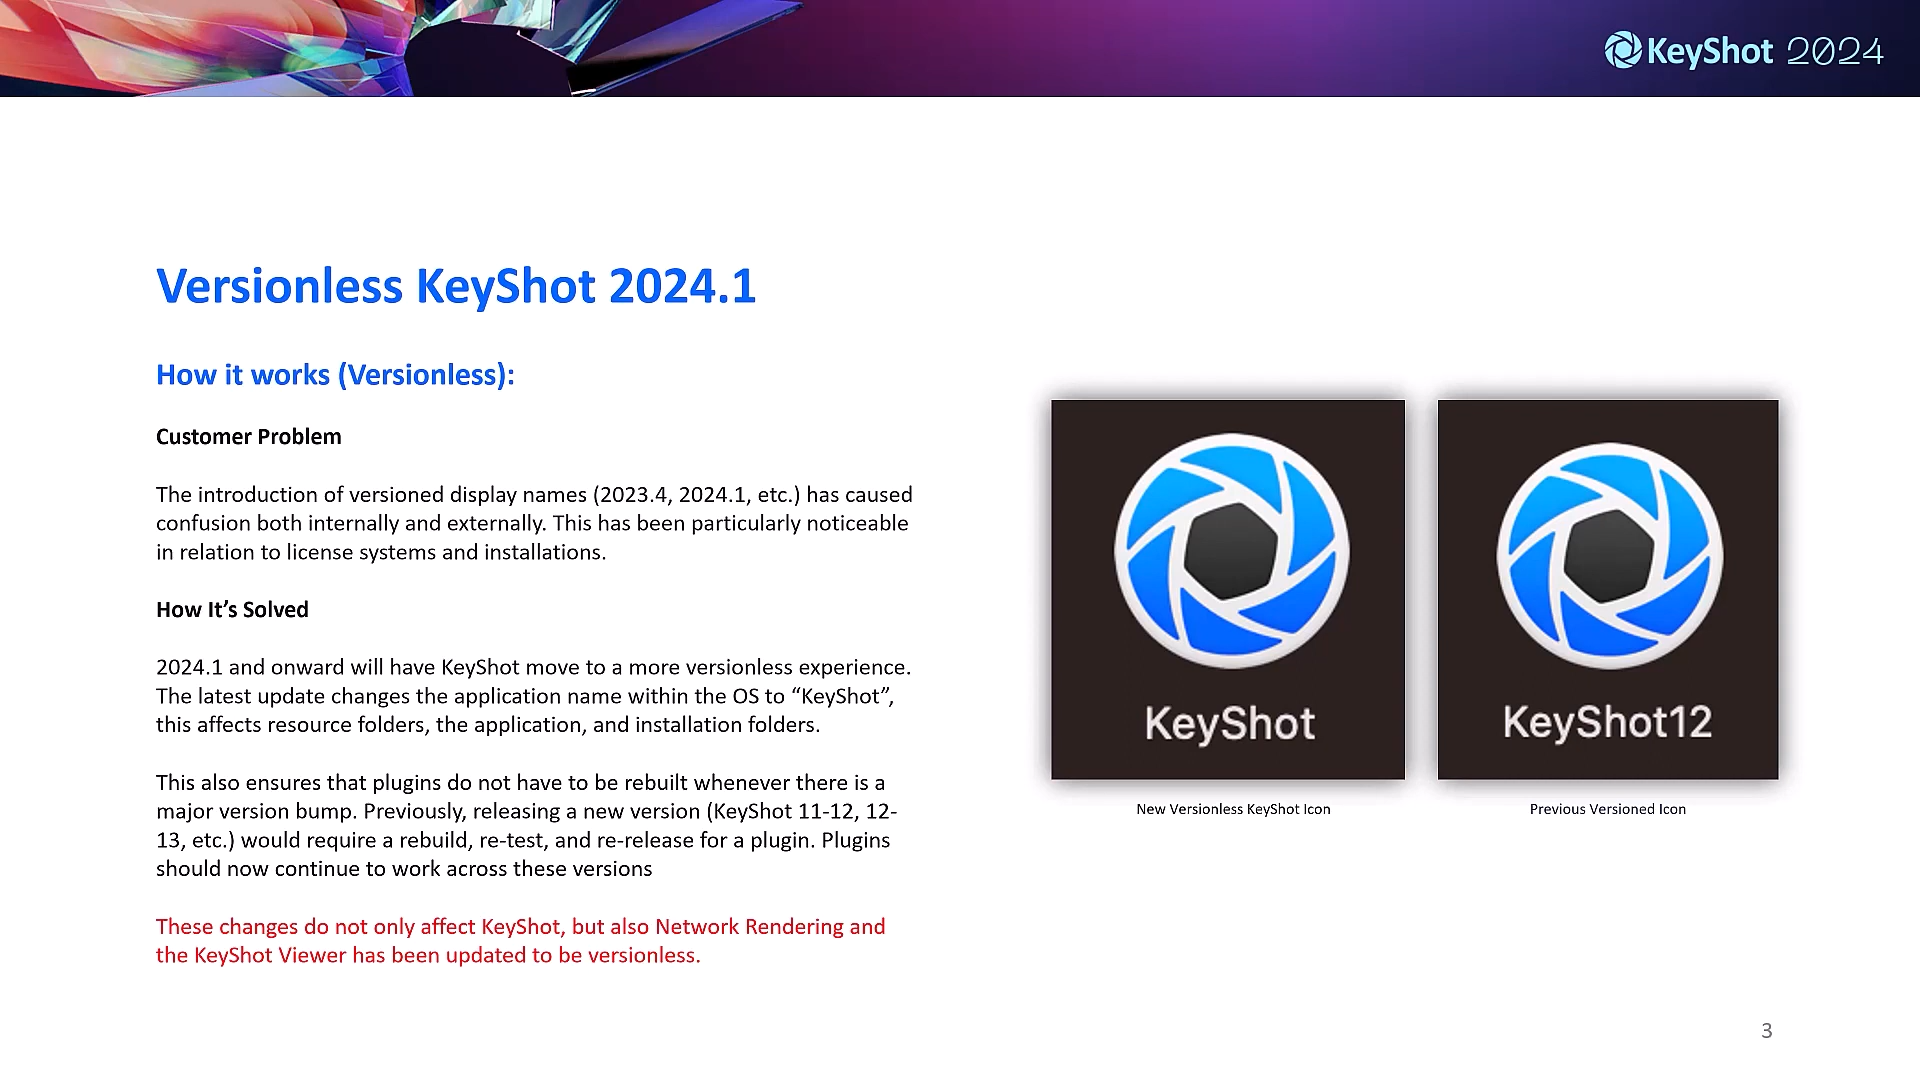 KeyShot 2024
Versionless KeyShot 2024.1
How it works (Versionless):
Customer Problem
The introduction of versioned display names (2023.4, 2024.1, etc.) has caused
confusion both internally and externally. This has been particularly noticeable
in relation to license systems and installations.
How It’s Solved
2024.1 and onward will have KeyShot move to a more versionless experience.
The latest update changes the application name within the OS to “KeyShot”,
this affects resource folders, the application, and installation folders.
This also ensures that plugins do not have to be rebuilt whenever there is a
major version bump. Previously, releasing a new version (KeyShot 11-12, 12-
13, etc.) would require a rebuild, re-test, and re-release for a plugin. Plugins
should now continue to work across these versions
These changes do not only affect KeyShot, but also Network Rendering and
the KeyShot Viewer has been updated to be versionless.
KeyShot
New Versionless KeyShot Icon
KeyShot12
Previous Versioned Icon
3